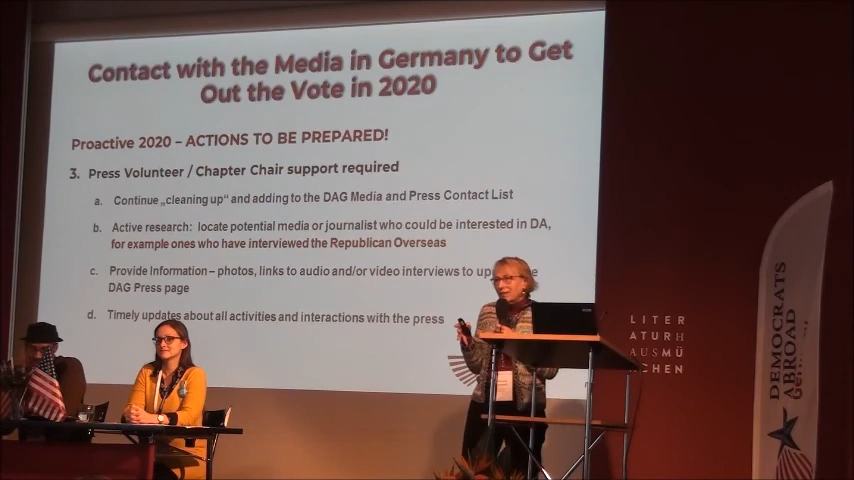 Contact with the Media in Germany to Get
Out the Vote in 2020
Proactive 2020 – ACTIONS TO BE PREPARED!
3. Press Volunteer / Chapter Chair support required
a. Continue „cleaning up“ and adding to the DAG Media and Press Contact List
b. Active research: locate potential media or journalist who could be interested in DA,
for example ones who have interviewed the Republican Overseas
c. Provide Information – photos, links to audio and/or video interviews to
DAG Press page
d. Timely updates about all activities and interactions with the press
LITER
ATURH
AUSMÜ
CHEN
DEMOCRATS
ABROAD